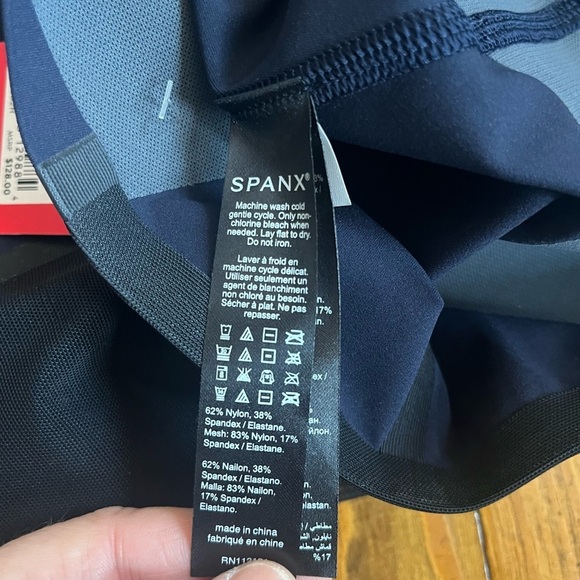 SPANX®
Machine wash cold
gentle cycle. Only non-
chlorine bleach when
needed. Lay flat to dry.
Do not iron.
Laver à froid en
machine cycle délicat.
Utiliser seulement un
agent de blanchiment
non chloré au besoin.
Sécher à plat. Ne pas
repasser.
62% Nylon, 38%
Spandex / Elastane.
Mesh: 83% Nylon, 17%
Spandex / Elastane.
62% Nailon, 38%
Spandex / Elastano.
Malla: 83% Nailon,
17% Spandex /
Elastano.
made in china
fabriqué en chine
MSRP
$128.00
17%
%17